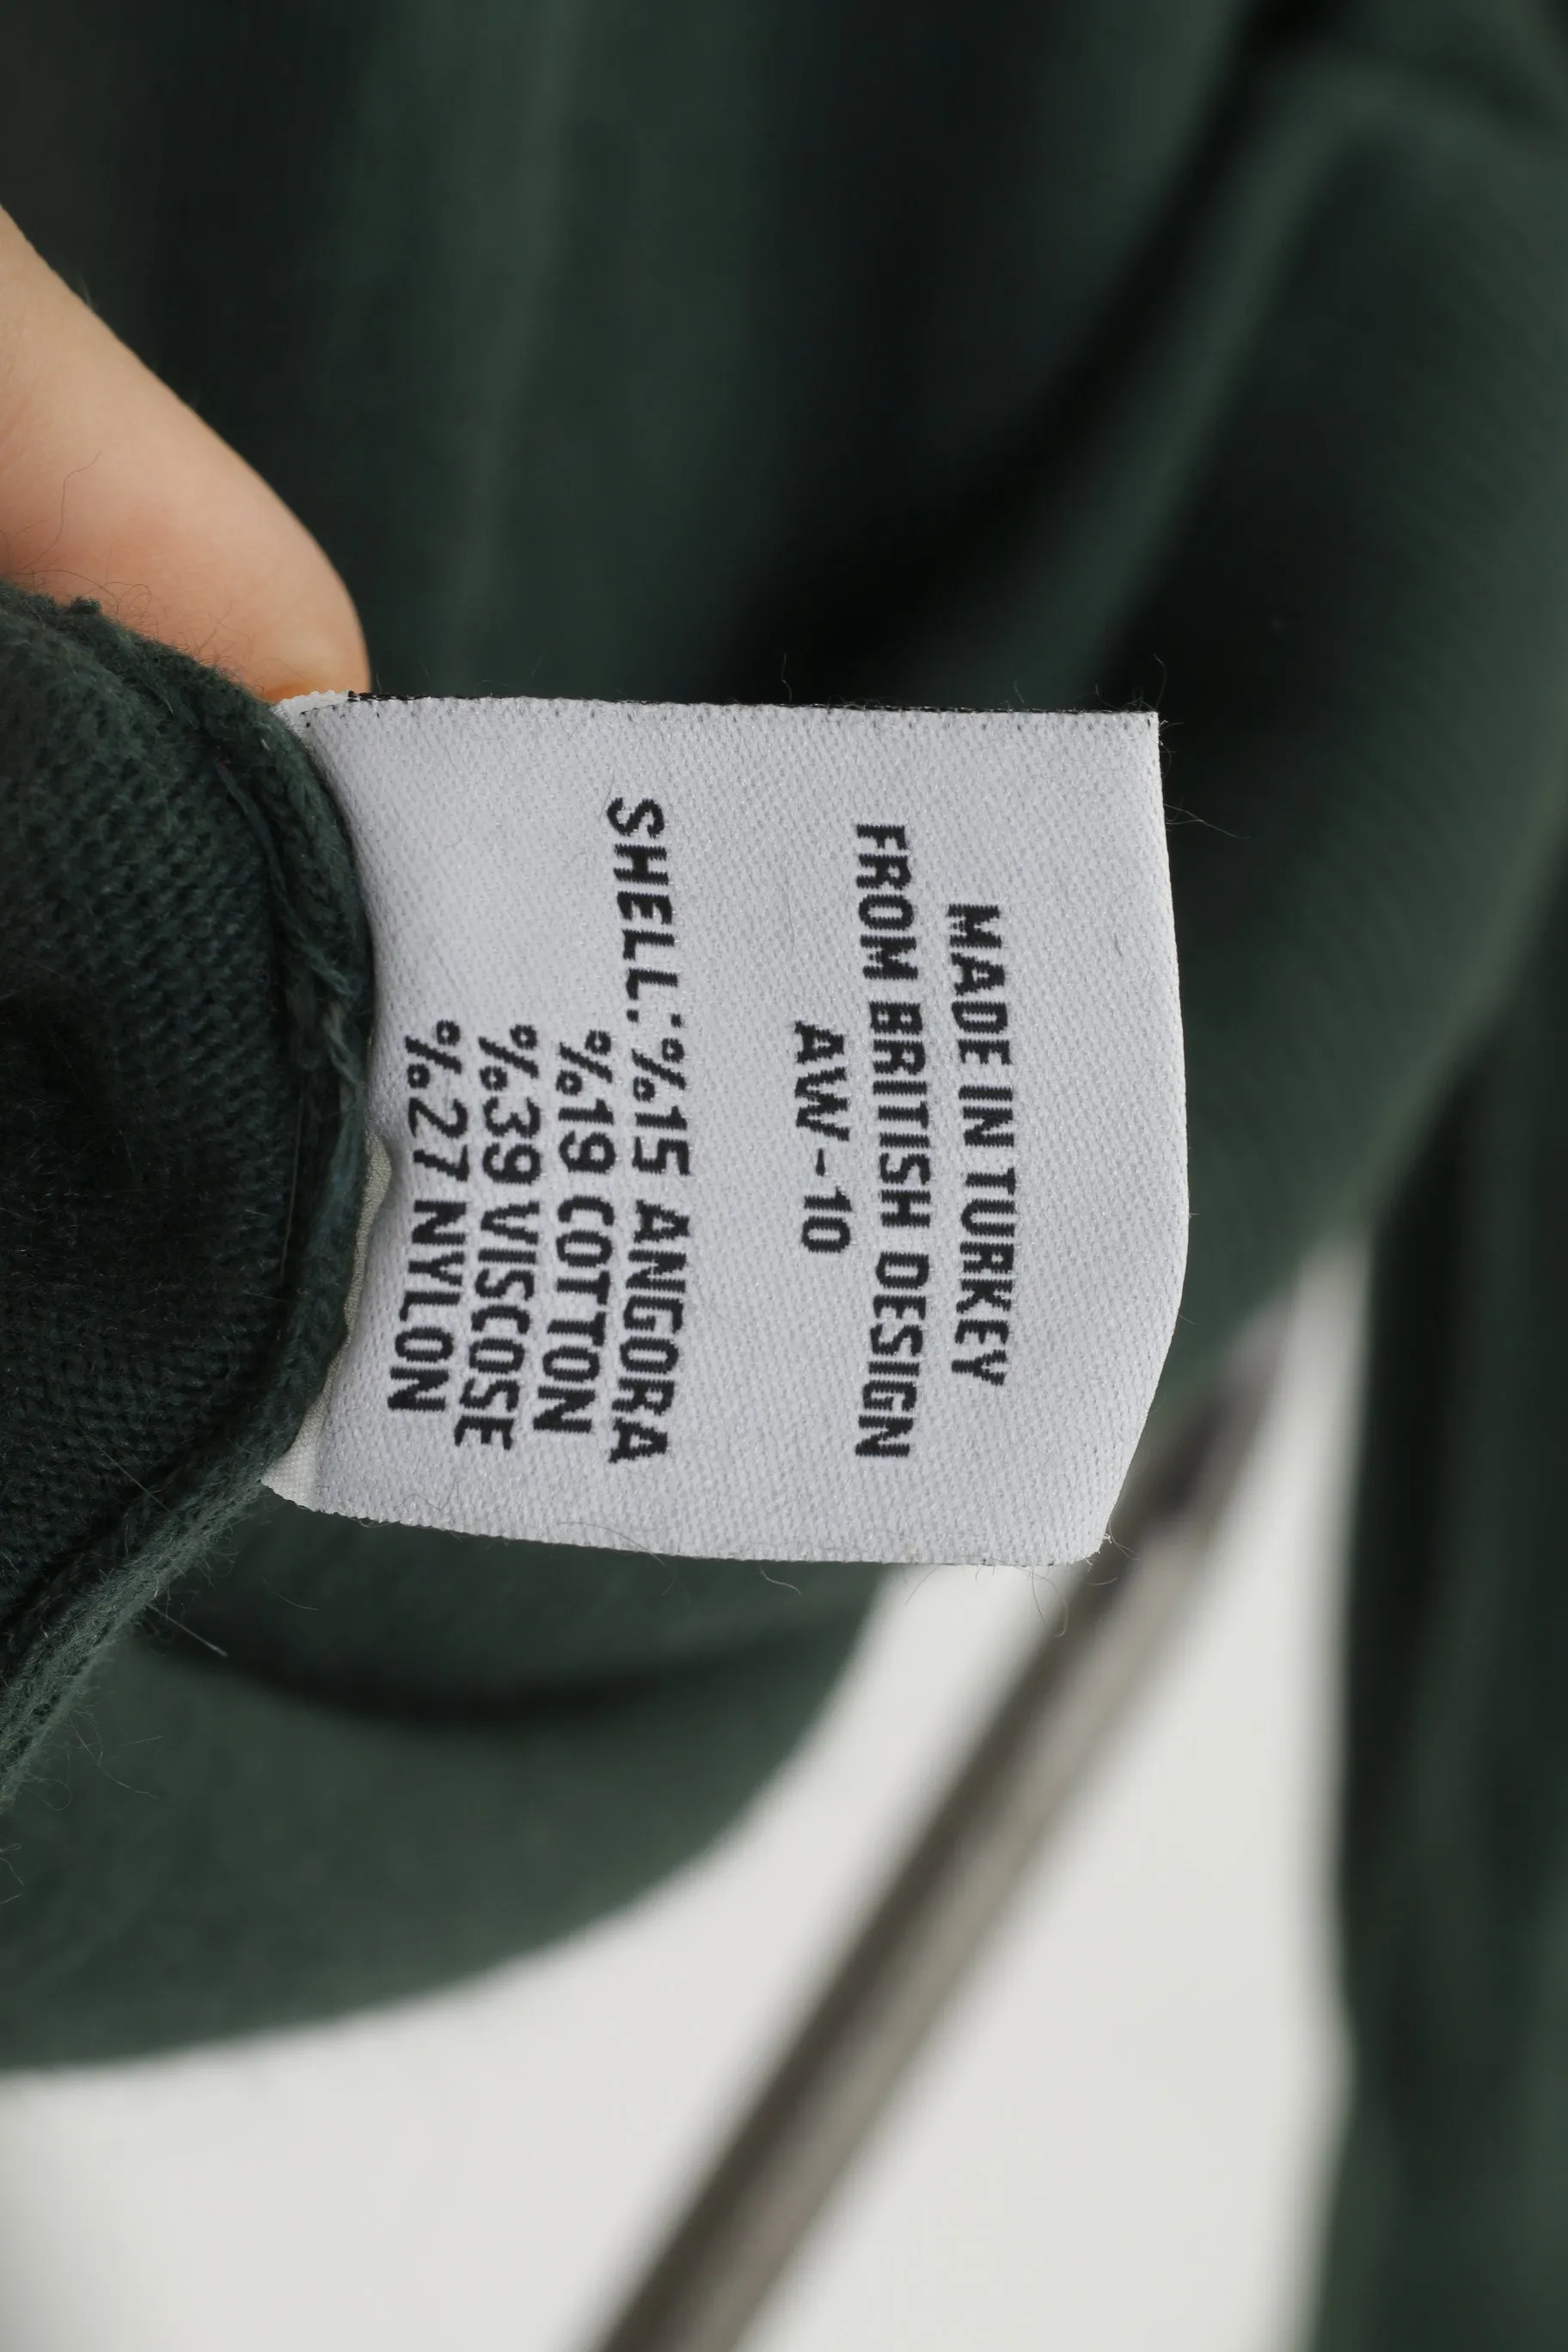 MADE IN TURKEY
FROM BRITISH DESIGN
AW-10
SHELL: %15 ANGORA
%19 COTTON
%39 VISCOSE
%27 NYLON